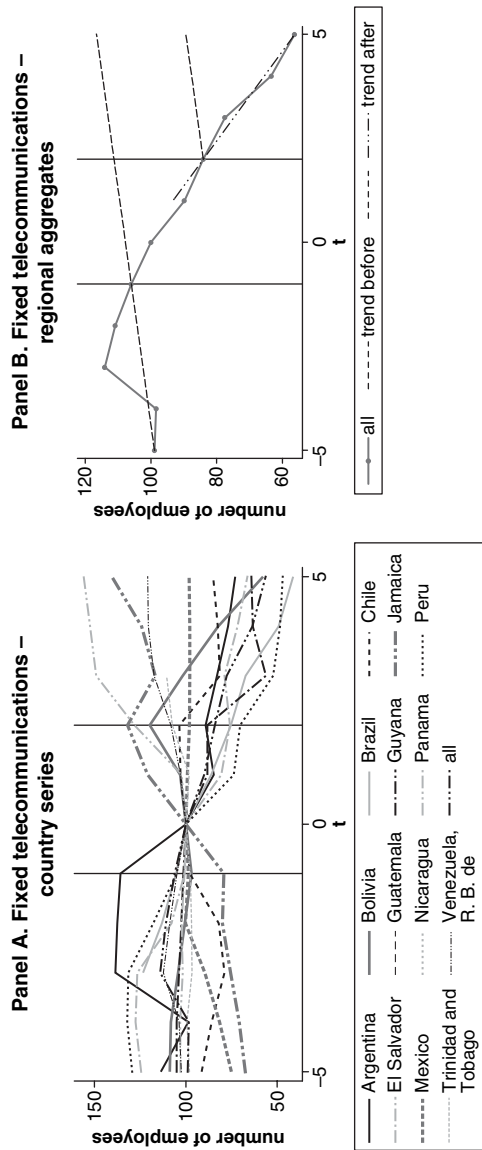 Panel A. Fixed telecommunications –
country series
number of employees
150
100
50
–5
0
5
t
Argentina
Bolivia
Brazil
Chile
El Salvador
Guatemala
Guyana
Jamaica
Mexico
Nicaragua
Panama
Peru
Trinidad and
Tobago
Venezuela,
R. B. de
all
Panel B. Fixed telecommunications –
regional aggregates
number of employees
120
100
80
60
–5
0
5
t
all
trend before
trend after